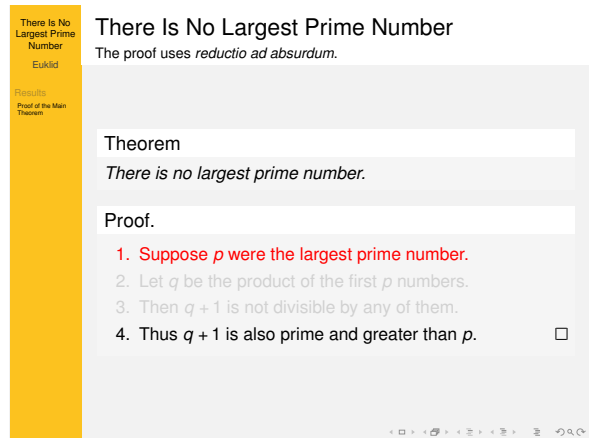 There Is No
Largest Prime
Number
Euklid
Results
Proof of the Main
Theorem
There Is No Largest Prime Number
The proof uses reductio ad absurdum.
Theorem
There is no largest prime number.
Proof.
1. Suppose p were the largest prime number.
2. Let q be the product of the first p numbers.
3. Then q + 1 is not divisible by any of them.
4. Thus q + 1 is also prime and greater than p. □